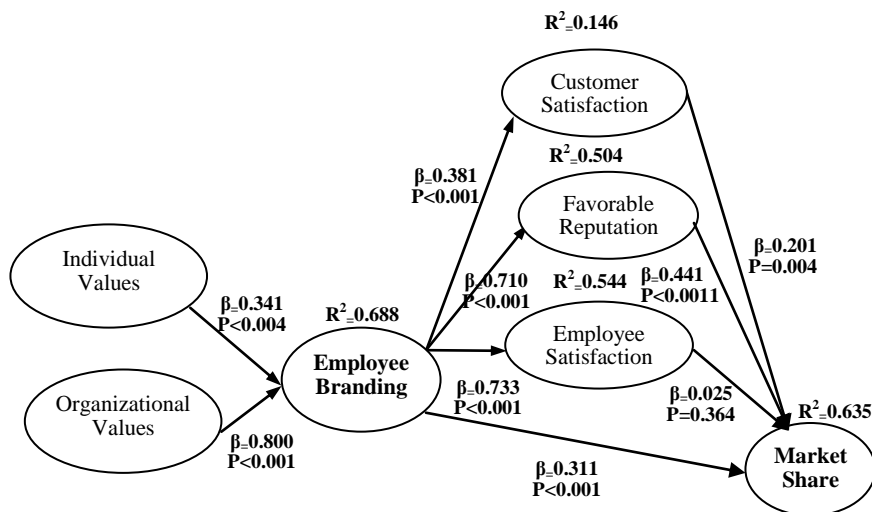 R²=0.146
Customer
Satisfaction
R²=0.504
β=0.381
P<0.001
Favorable
Reputation
Individual
Values
β=0.201
P=0.004
β=0.710
P<0.001
R²=0.544
β=0.441
P<0.0011
β=0.341
P<0.004
R²=0.688
Employee
Satisfaction
Employee
Branding
Organizational
Values
β=0.733
P<0.001
β=0.025
P=0.364
R²=0.635
β=0.800
P<0.001
β=0.311
P<0.001
Market
Share